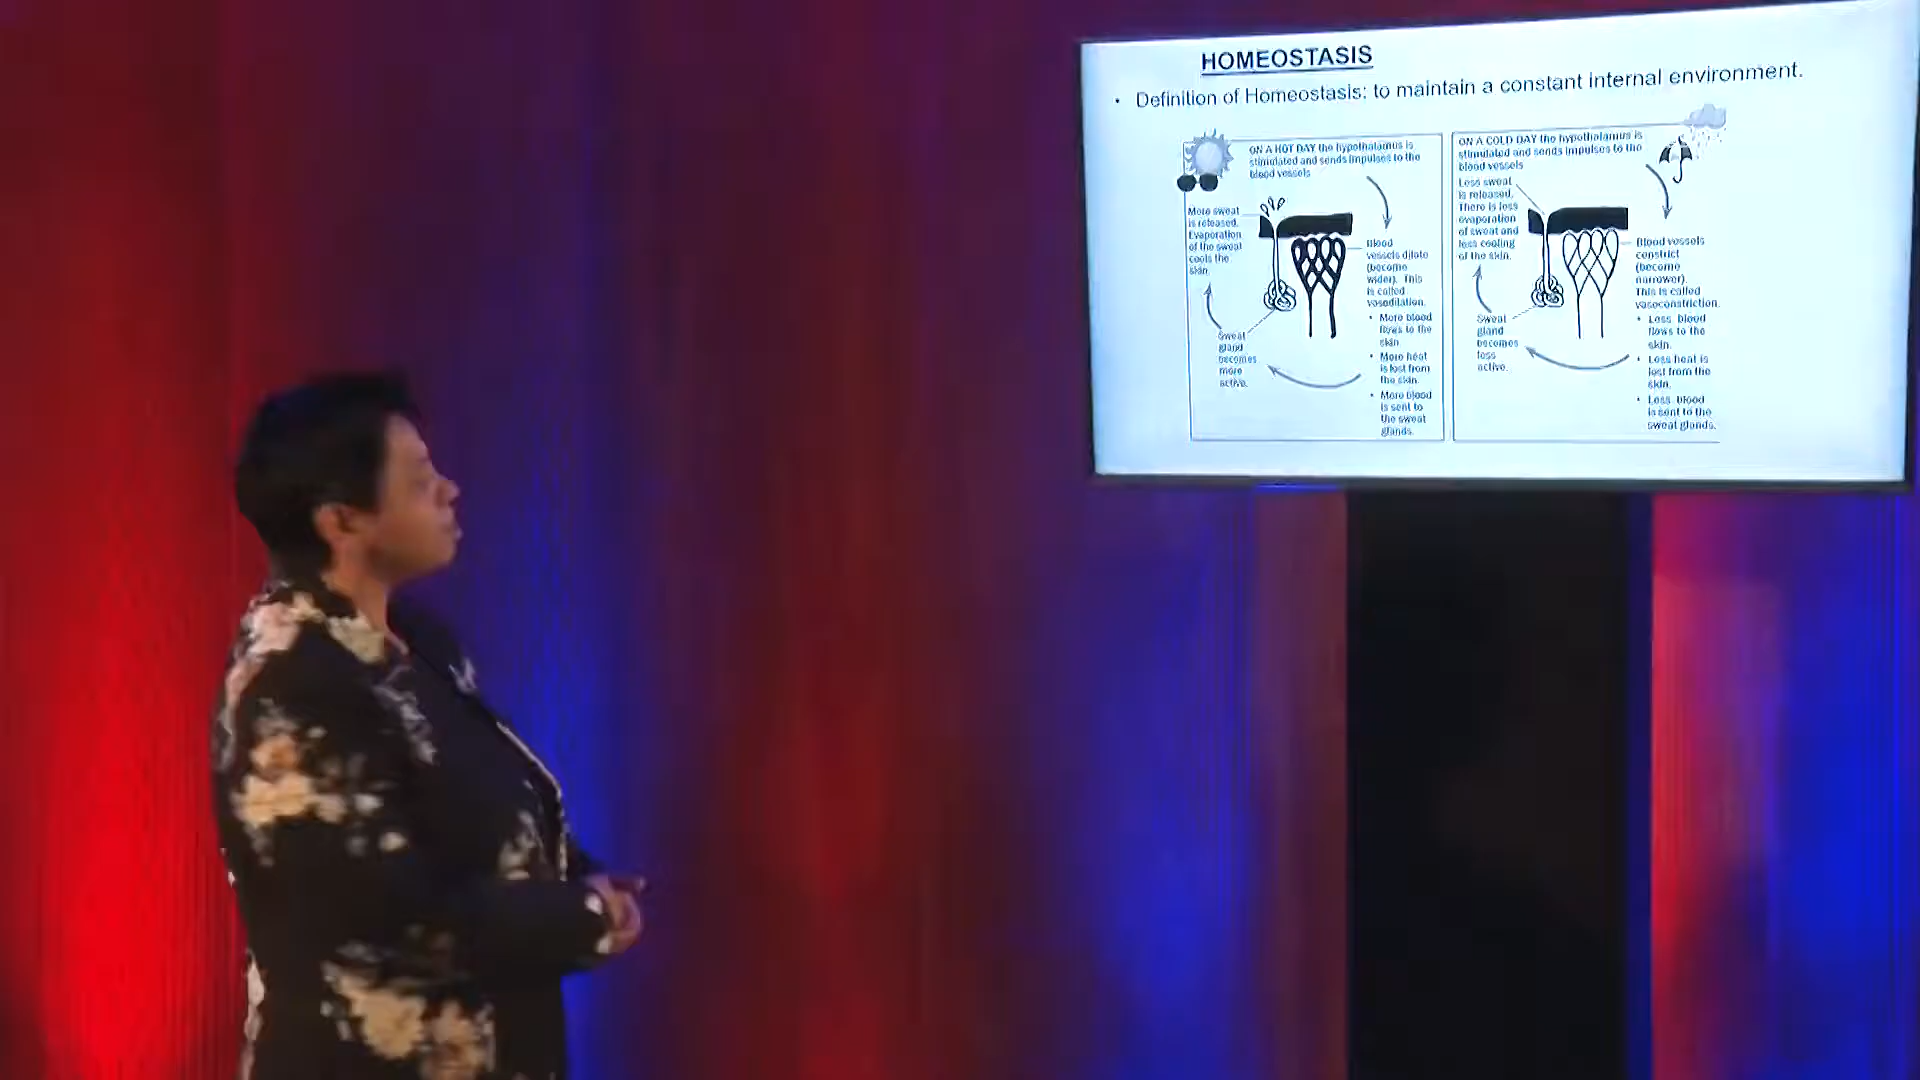 HOMEOSTASIS
• Definition of Homeostasis: to maintain a constant internal environment.
ON A HOT DAY the hypothalamus is
stimulated and sends impulses to the
blood vessels
More sweat
is released.
Evaporation
of the sweat
cools the
skin.
Blood
vessels dilate
(become
wider). This
is called
vasodilation.
• More blood
flows to the
skin.
• More heat
is lost from
the skin.
• More blood
is sent to
the sweat
glands.
Sweat
gland
becomes
more
active.
ON A COLD DAY the hypothalamus is
stimulated and sends impulses to the
blood vessels
Less sweat
is released.
There is less
evaporation
of sweat and
less cooling
of the skin.
Blood vessels
constrict
(become
narrower).
This is called
vasoconstriction.
• Less blood
flows to the
skin.
• Less heat is
lost from the
skin.
• Less blood
is sent to the
sweat glands.
Sweat
gland
becomes
less
active.